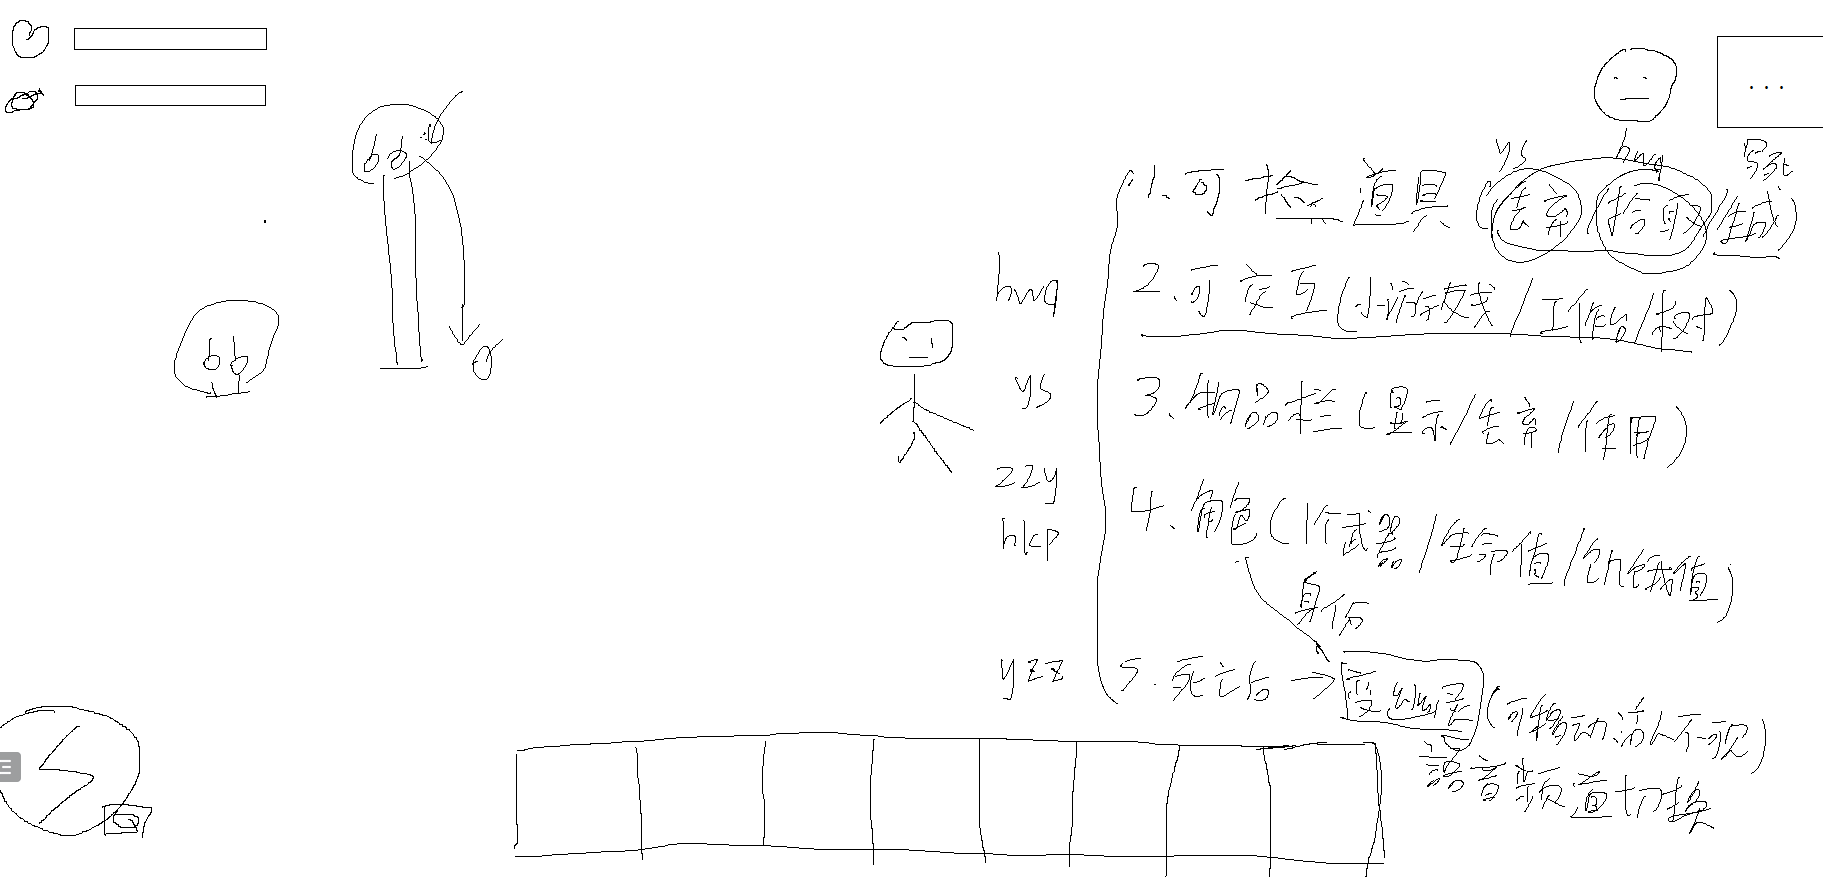 ...
ys hwq 写死
1.可捡道具(丢弃/拾取/生成)
hwq 2.可交互(小游戏/工作台/树)
ys 3.物品栏(显示/丢弃/使用)
zzy 4.角色(1个武器/生命值/饥饿值)
hkp
身份
yzz 5.死亡后→变幽灵(可移动活人不可见)
语音频道切换